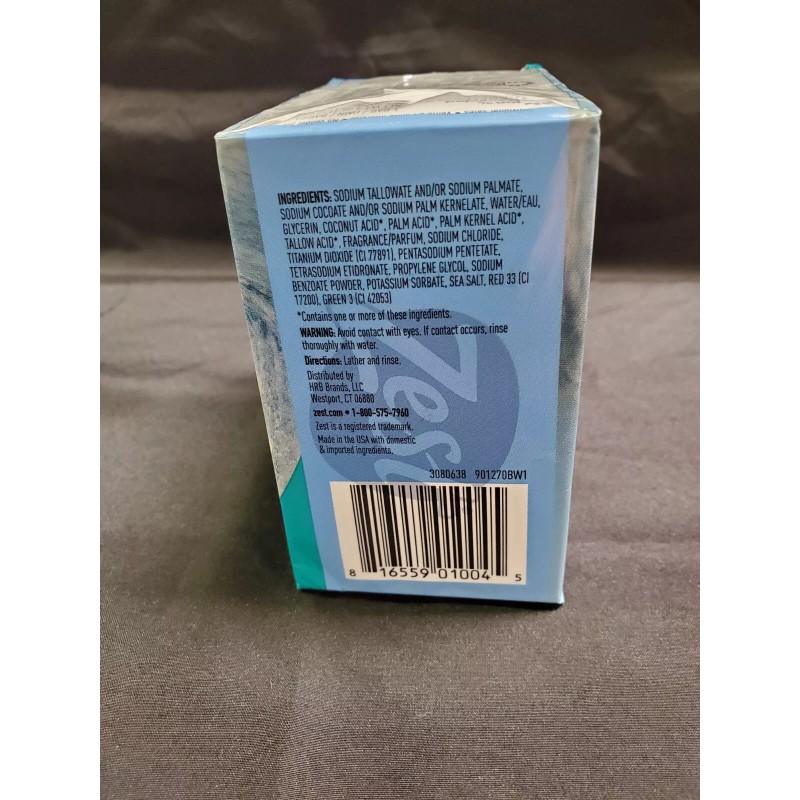 INGREDIENTS: SODIUM TALLOWATE AND/OR SODIUM PALMATE,
SODIUM COCOATE AND/OR SODIUM PALM KERNELATE, WATER/EAU,
GLYCERIN, COCONUT ACID*, PALM ACID*, PALM KERNEL ACID*,
TALLOW ACID*, FRAGRANCE/PARFUM, SODIUM CHLORIDE,
TITANIUM DIOXIDE (CI 77891), PENTASODIUM PENTETATE,
TETRASODIUM ETIDRONATE, PROPYLENE GLYCOL, SODIUM
BENZOATE POWDER, POTASSIUM SORBATE, SEA SALT, RED 33 (CI
17200), GREEN 3 (CI 42053)
*Contains one or more of these ingredients.
WARNING: Avoid contact with eyes. If contact occurs, rinse
thoroughly with water.
Directions: Lather and rinse.
Distributed by
HRB Brands, LLC
Westport, CT 06880
zest.com • 1-800-575-7960
Zest is a registered trademark.
Made in the USA with domestic
& imported ingredients.
Zest
3080638 901270BW1
8 16559 01004 5